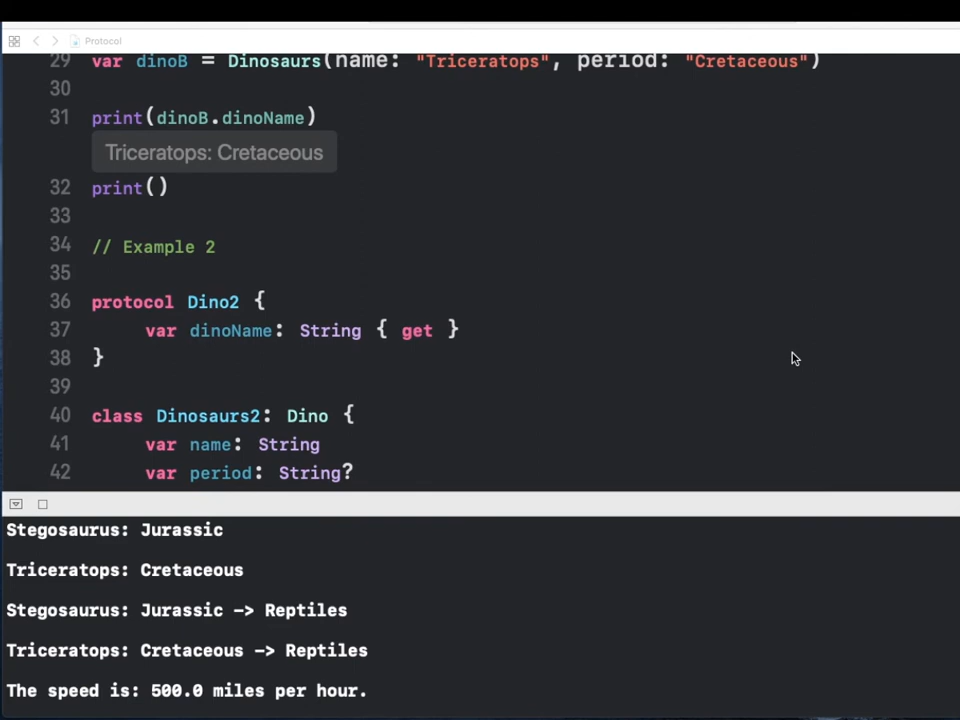 Protocol
29 var dinoB = Dinosaurs(name: "Triceratops", period: "Cretaceous")
30
31 print(dinoB.dinoName)
Triceratops: Cretaceous
32 print()
33
34 // Example 2
35
36 protocol Dino2 {
37 var dinoName: String { get }
38 }
39
40 class Dinosaurs2: Dino {
41 var name: String
42 var period: String?
Stegosaurus: Jurassic
Triceratops: Cretaceous
Stegosaurus: Jurassic -> Reptiles
Triceratops: Cretaceous -> Reptiles
The speed is: 500.0 miles per hour.